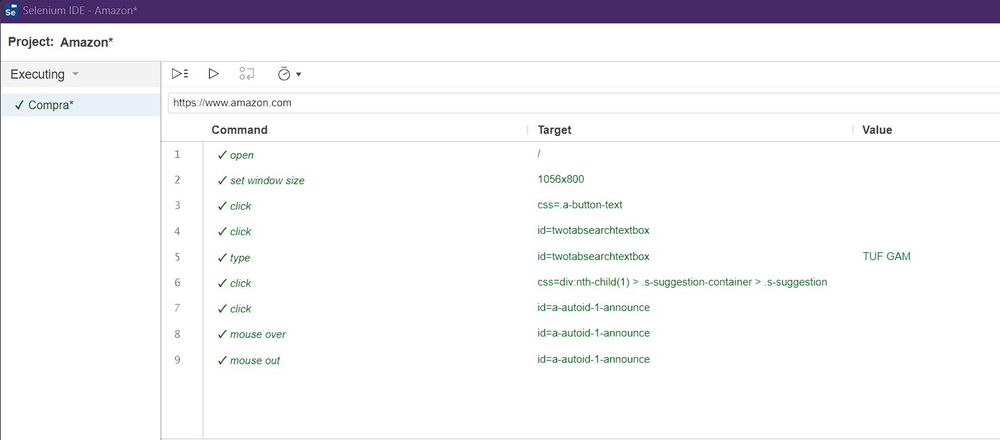 Se Selenium IDE - Amazon*
Project: Amazon*
Executing
✓ Compra*
https://www.amazon.com
Command Target Value
1 ✓ open /
2 ✓ set window size 1056x800
3 ✓ click css=.a-button-text
4 ✓ click id=twotabsearchtextbox
5 ✓ type id=twotabsearchtextbox TUF GAM
6 ✓ click css=div:nth-child(1) > .s-suggestion-container > .s-suggestion
7 ✓ click id=a-autoid-1-announce
8 ✓ mouse over id=a-autoid-1-announce
9 ✓ mouse out id=a-autoid-1-announce